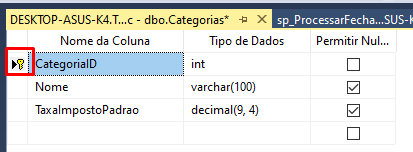 DESKTOP-ASUS-K4.T...c - dbo.Categorias* sp_ProcessarFecha...SUS-K
Nome da Coluna Tipo de Dados Permitir Nul...
CategoriaID int
Nome varchar(100)
TaxaImpostoPadrao decimal(9, 4)